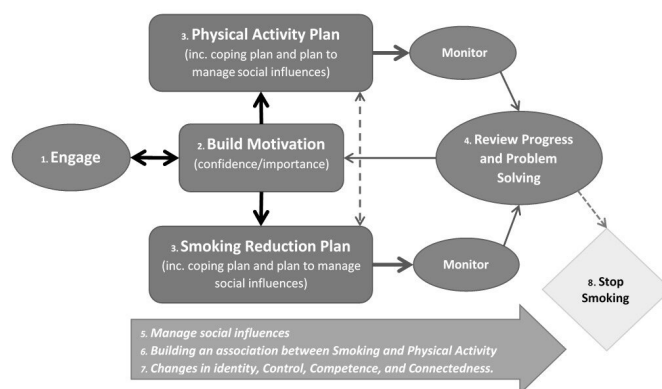 3. Physical Activity Plan
(inc. coping plan and plan to
manage social influences)
Monitor
1. Engage
2. Build Motivation
(confidence/importance)
4. Review Progress
and Problem
Solving
3. Smoking Reduction Plan
(inc. coping plan and plan to manage
social influences)
Monitor
8. Stop
Smoking
5. Manage social influences
6. Building an association between Smoking and Physical Activity
7. Changes in identity, Control, Competence, and Connectedness.